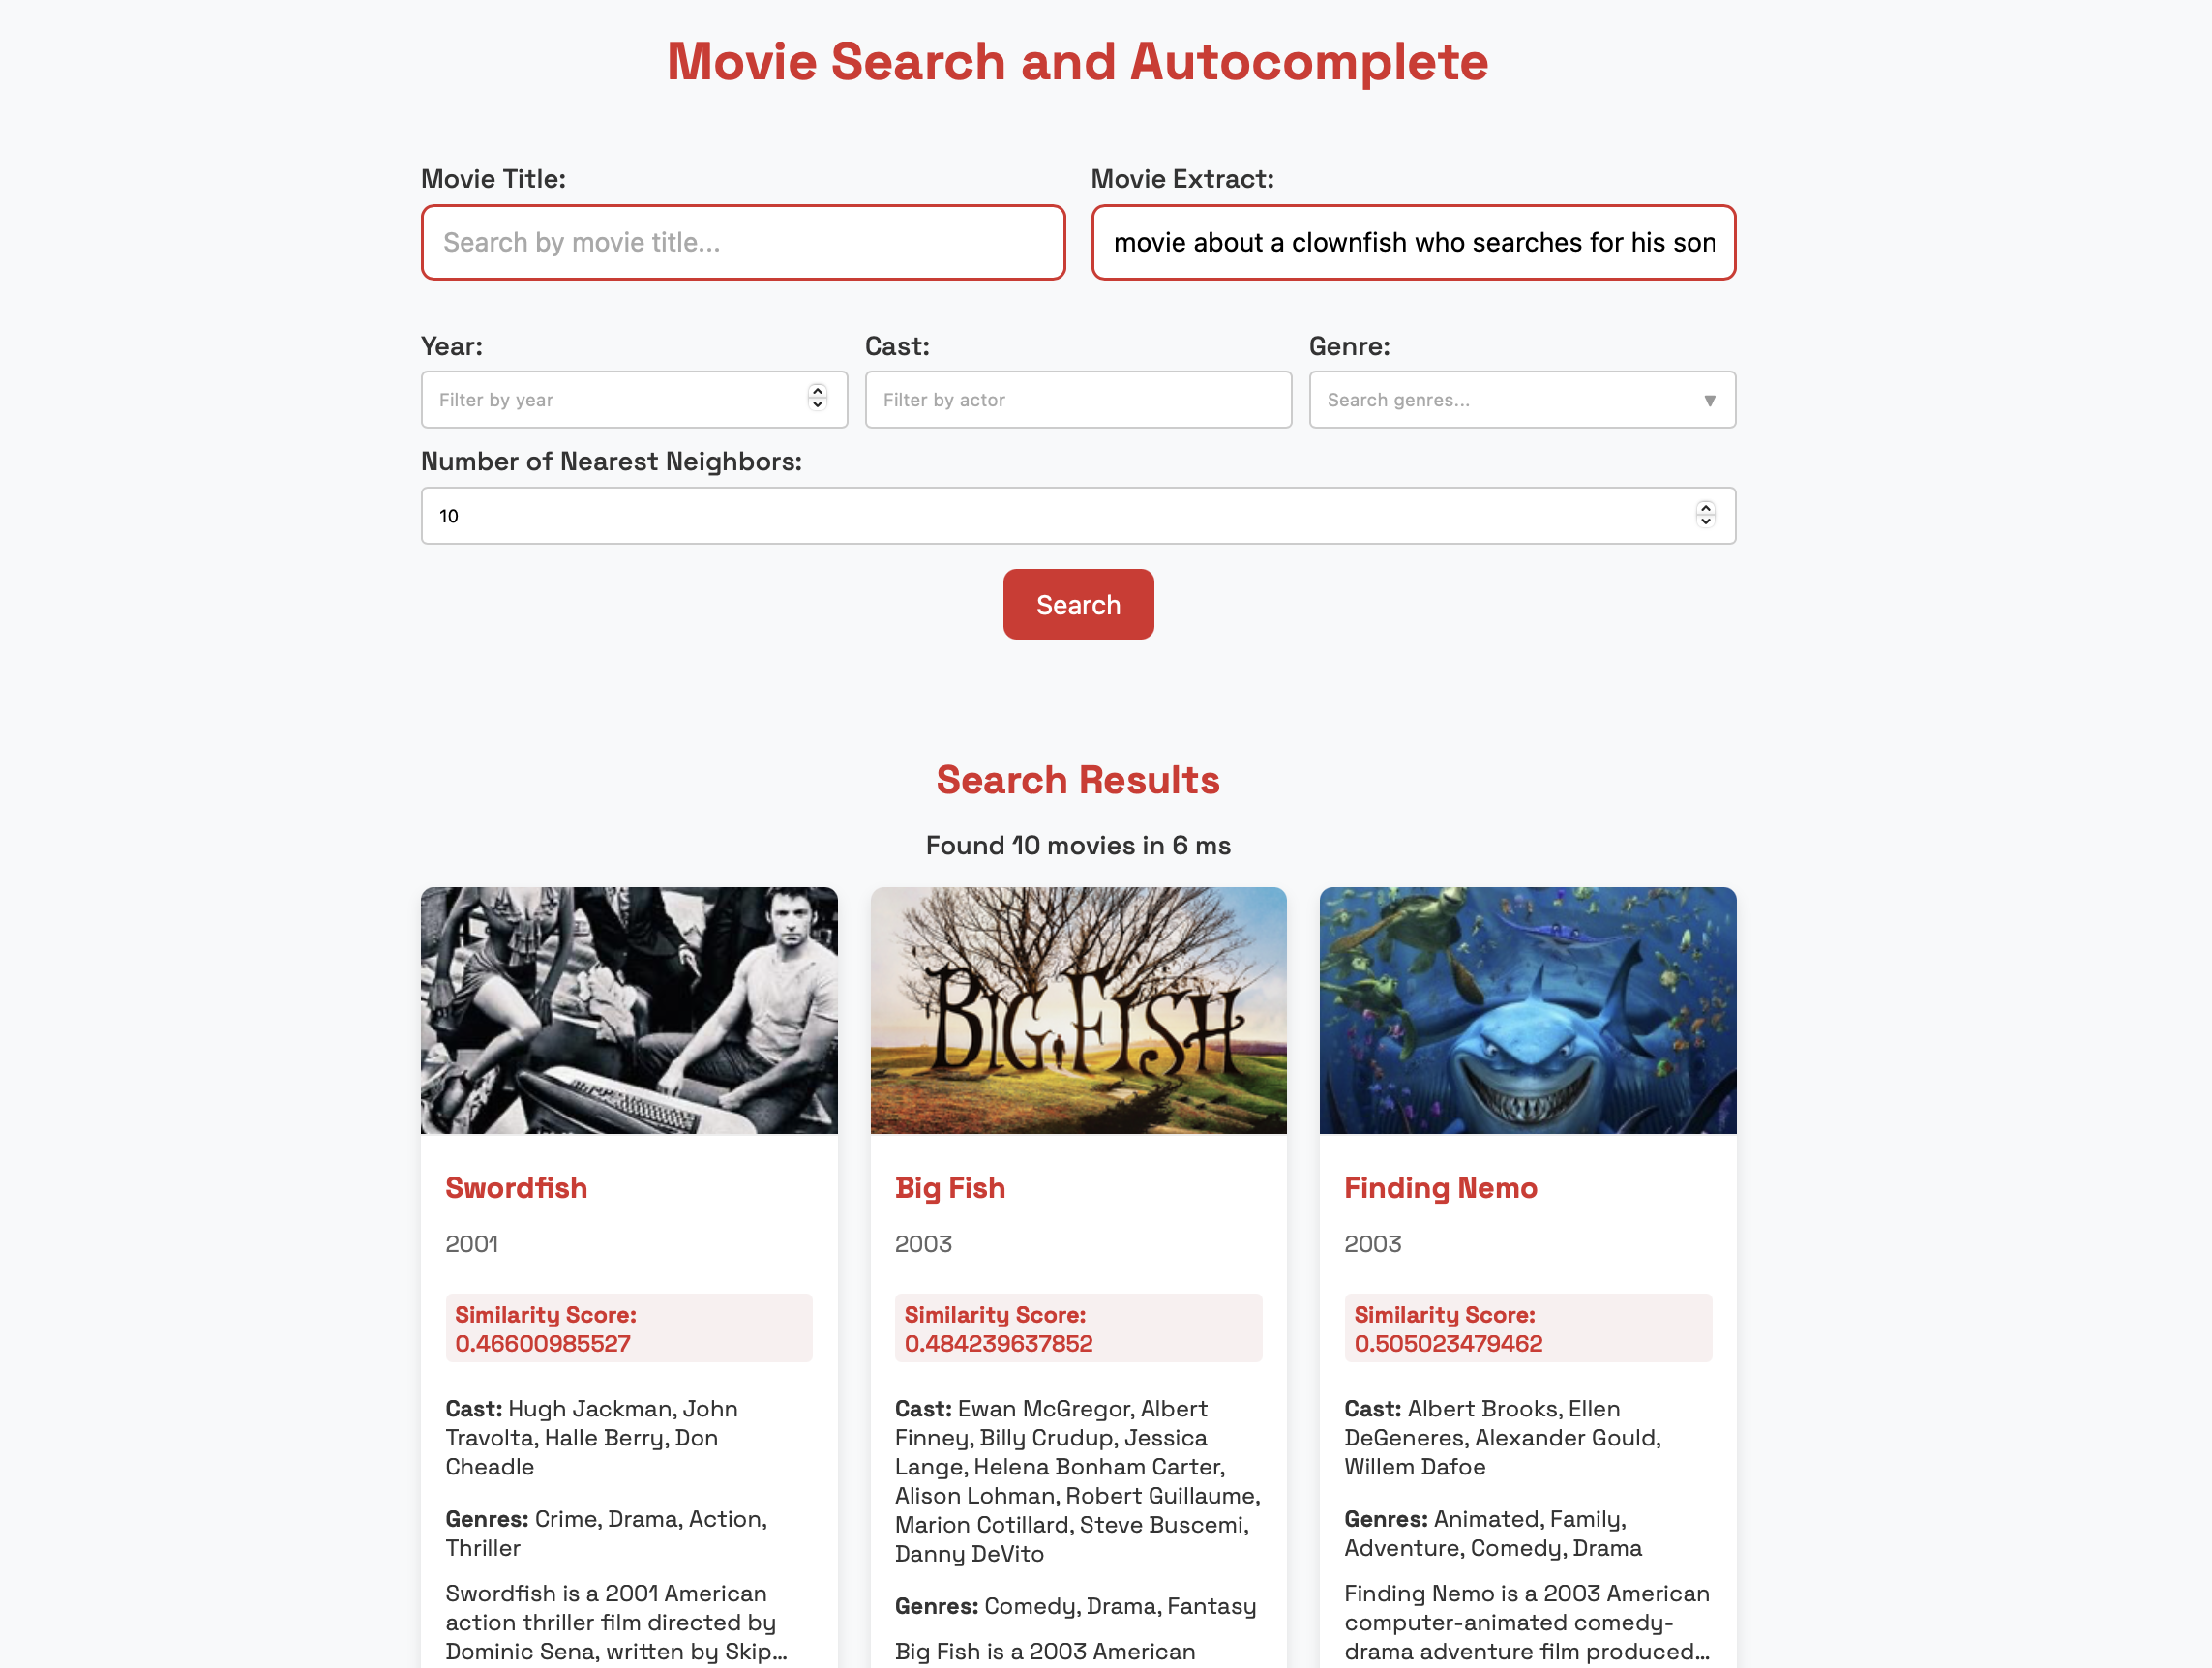 Movie Search and Autocomplete
Movie Title:
Movie Extract:
Search by movie title...
movie about a clownfish who searches for his son
Year:
Cast:
Genre:
Filter by year
Filter by actor
Search genres...
Number of Nearest Neighbors:
10
Search
Search Results
Found 10 movies in 6 ms
BIG FISH
Swordfish
2001
Similarity Score:
0.46600985527
Cast: Hugh Jackman, John
Travolta, Halle Berry, Don
Cheadle
Genres: Crime, Drama, Action,
Thriller
Swordfish is a 2001 American
action thriller film directed by
Dominic Sena, written by Skip...
Big Fish
2003
Similarity Score:
0.484239637852
Cast: Ewan McGregor, Albert
Finney, Billy Crudup, Jessica
Lange, Helena Bonham Carter,
Alison Lohman, Robert Guillaume,
Marion Cotillard, Steve Buscemi,
Danny DeVito
Genres: Comedy, Drama, Fantasy
Big Fish is a 2003 American
Finding Nemo
2003
Similarity Score:
0.505023479462
Cast: Albert Brooks, Ellen
DeGeneres, Alexander Gould,
Willem Dafoe
Genres: Animated, Family,
Adventure, Comedy, Drama
Finding Nemo is a 2003 American
computer-animated comedy-
drama adventure film produced...